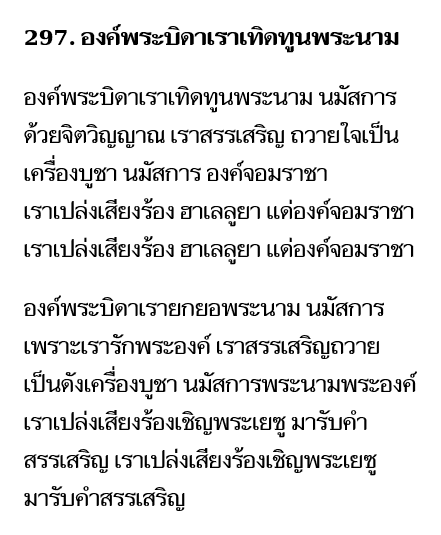 297. องค์พระบิดาเราเทิดทูนพระนาม
องค์พระบิดาเราเทิดทูนพระนาม นมัสการ
ด้วยจิตวิญญาณ เราสรรเสริญ ถวายใจเป็น
เครื่องบูชา นมัสการ องค์จอมราชา
เราเปล่งเสียงร้อง ฮาเลลูยา แด่องค์จอมราชา
เราเปล่งเสียงร้อง ฮาเลลูยา แด่องค์จอมราชา
องค์พระบิดาเรายกยอพระนาม นมัสการ
เพราะเรารักพระองค์ เราสรรเสริญถวาย
เป็นดังเครื่องบูชา นมัสการพระนามพระองค์
เราเปล่งเสียงร้องเชิญพระเยซู มารับคำ
สรรเสริญ เราเปล่งเสียงร้องเชิญพระเยซู
มารับคำสรรเสริญ